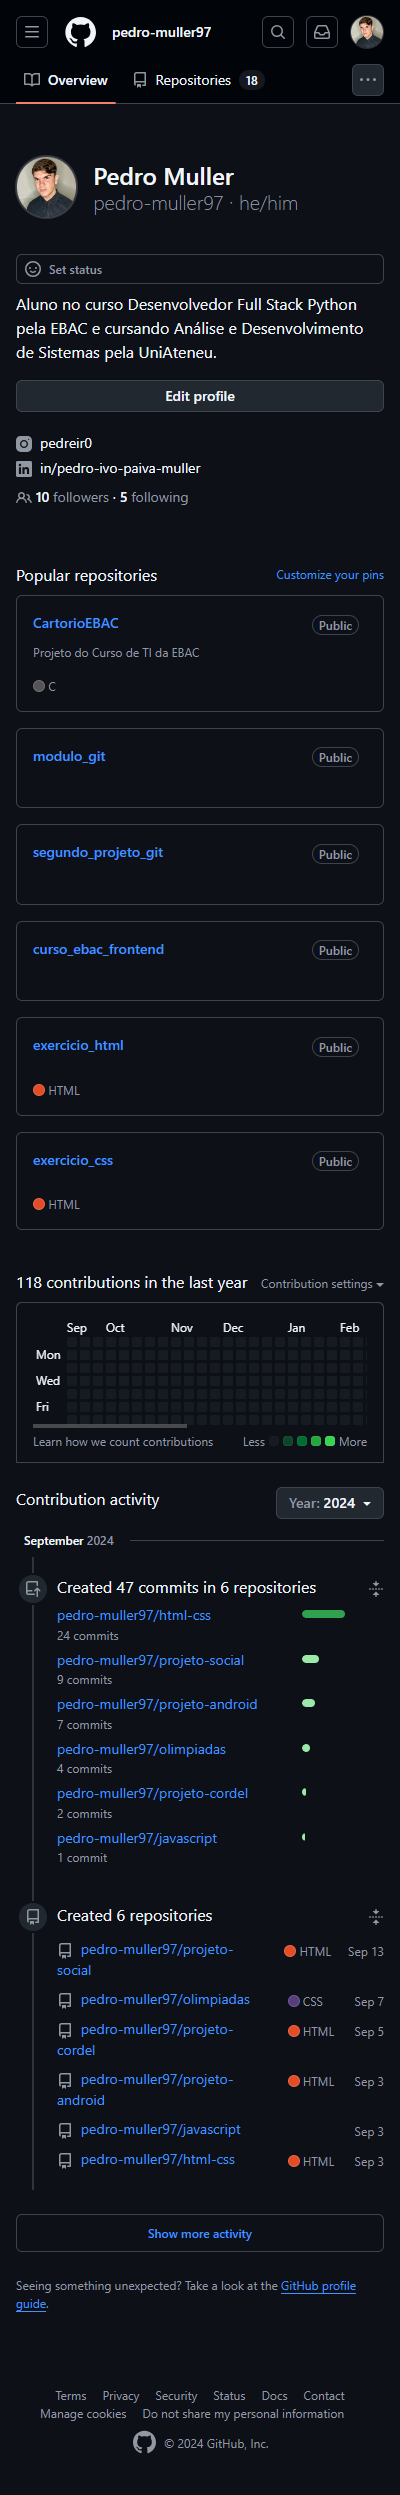 pedro-muller97
Overview Repositories 18
Pedro Muller
pedro-muller97 · he/him
Set status
Aluno no curso Desenvolvedor Full Stack Python
pela EBAC e cursando Análise e Desenvolvimento
de Sistemas pela UniAteneu.
Edit profile
pedreir0
in/pedro-ivo-paiva-muller
10 followers · 5 following
Popular repositories Customize your pins
CartorioEBAC Public
Projeto do Curso de TI da EBAC
C
modulo_git Public
segundo_projeto_git Public
curso_ebac_frontend Public
exercicio_html Public
HTML
exercicio_css Public
HTML
118 contributions in the last year Contribution settings
Sep Oct Nov Dec Jan Feb
Mon
Wed
Fri
Learn how we count contributions Less More
Contribution activity Year: 2024
September 2024
Created 47 commits in 6 repositories
pedro-muller97/html-css
24 commits
pedro-muller97/projeto-social
9 commits
pedro-muller97/projeto-android
7 commits
pedro-muller97/olimpiadas
4 commits
pedro-muller97/projeto-cordel
2 commits
pedro-muller97/javascript
1 commit
Created 6 repositories
pedro-muller97/projeto- HTML Sep 13
social
pedro-muller97/olimpiadas CSS Sep 7
pedro-muller97/projeto- HTML Sep 5
cordel
pedro-muller97/projeto- HTML Sep 3
android
pedro-muller97/javascript Sep 3
pedro-muller97/html-css HTML Sep 3
Show more activity
Seeing something unexpected? Take a look at the GitHub profile
guide.
Terms Privacy Security Status Docs Contact
Manage cookies Do not share my personal information
© 2024 GitHub, Inc.